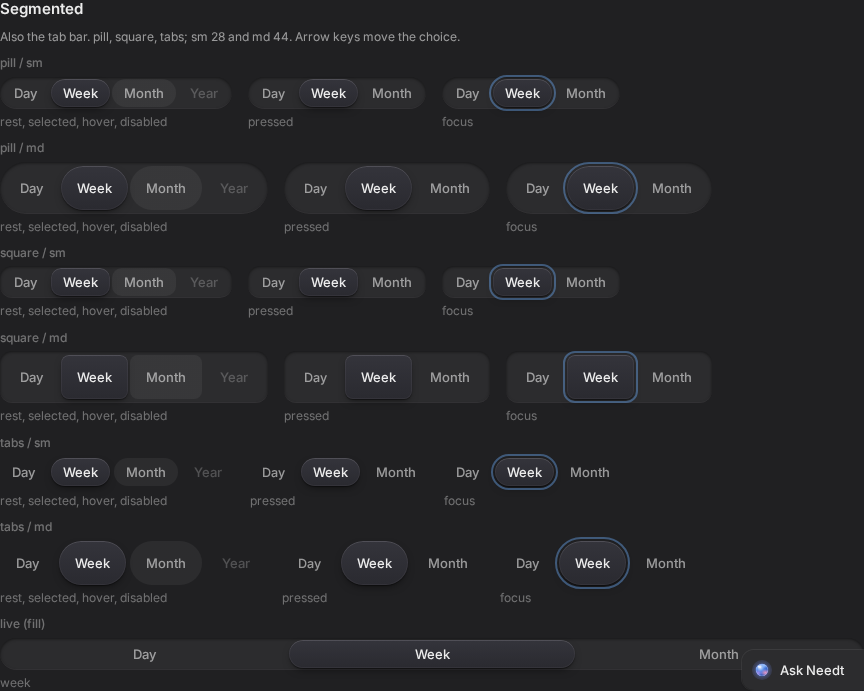 Segmented
Also the tab bar. pill, square, tabs; sm 28 and md 44. Arrow keys move the choice.
pill / sm
Day Week Month Year Day Week Month Day Week Month
rest, selected, hover, disabled pressed focus
pill / md
Day Week Month Year Day Week Month Day Week Month
rest, selected, hover, disabled pressed focus
square / sm
Day Week Month Year Day Week Month Day Week Month
rest, selected, hover, disabled pressed focus
square / md
Day Week Month Year Day Week Month Day Week Month
rest, selected, hover, disabled pressed focus
tabs / sm
Day Week Month Year Day Week Month Day Week Month
rest, selected, hover, disabled pressed focus
tabs / md
Day Week Month Year Day Week Month Day Week Month
rest, selected, hover, disabled pressed focus
live (fill)
Day Week Month
Ask Needt
week